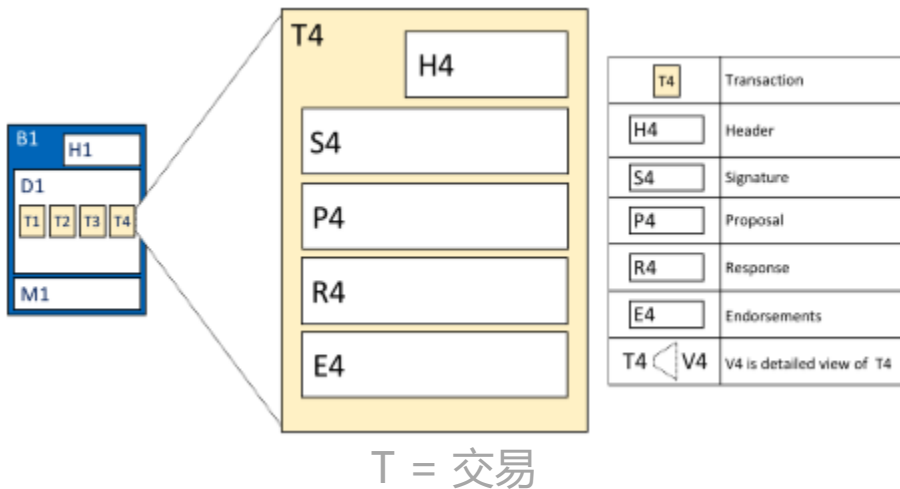 B1
H1
D1
T1 T2 T3 T4
M1
T4
H4
S4
P4
R4
E4
T4 Transaction
H4 Header
S4 Signature
P4 Proposal
R4 Response
E4 Endorsements
T4 V4 V4 is detailed view of T4
T = 交易